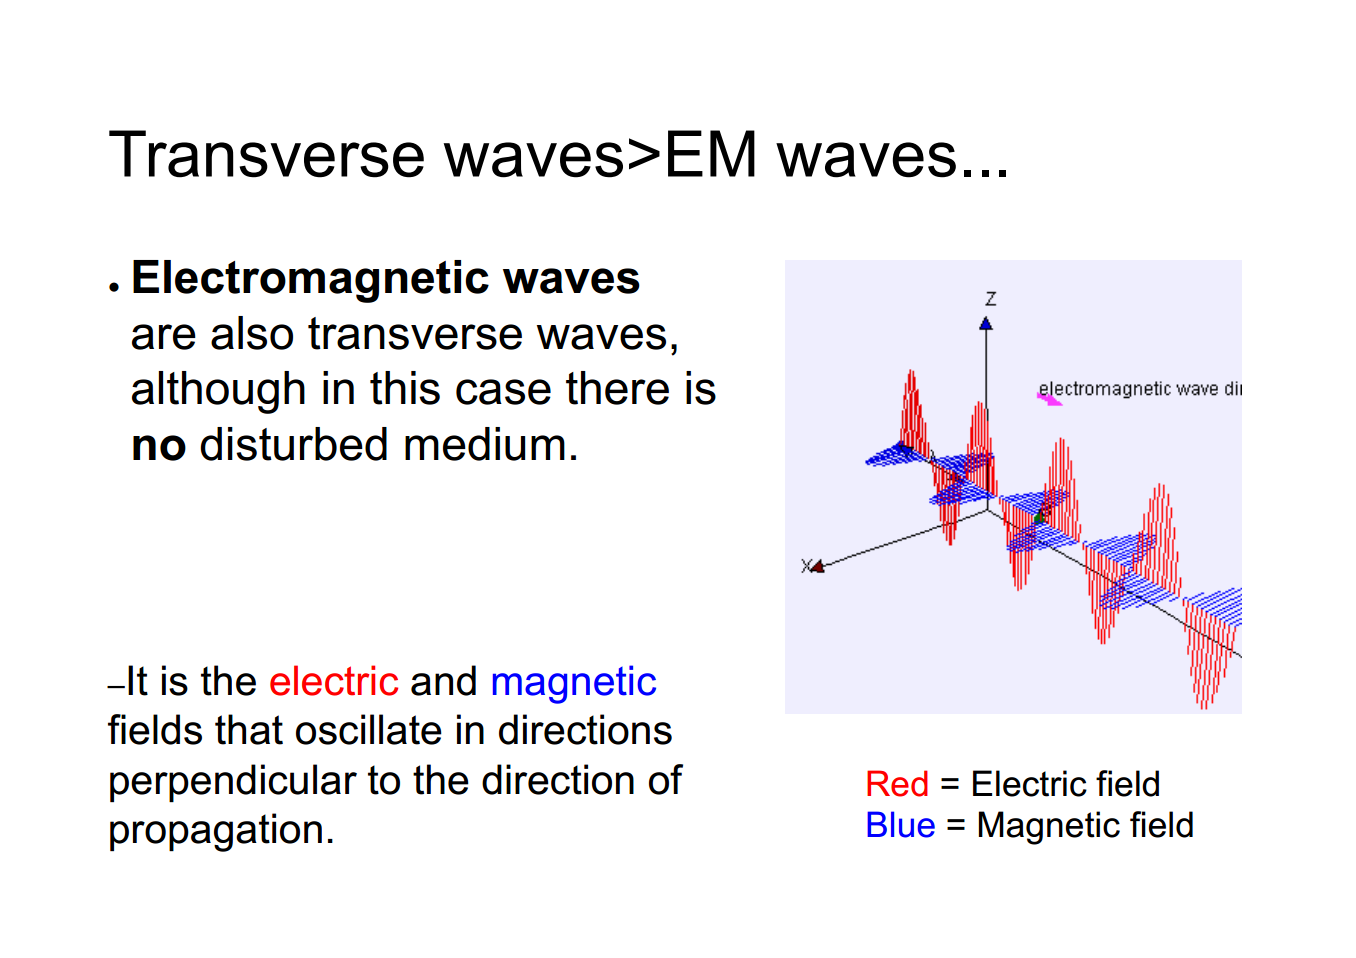 Transverse waves>EM waves...
• Electromagnetic waves
are also transverse waves,
although in this case there is
no disturbed medium.
–It is the electric and magnetic
fields that oscillate in directions
perpendicular to the direction of
propagation.
Z
electromagnetic wave dir
X
Red = Electric field
Blue = Magnetic field